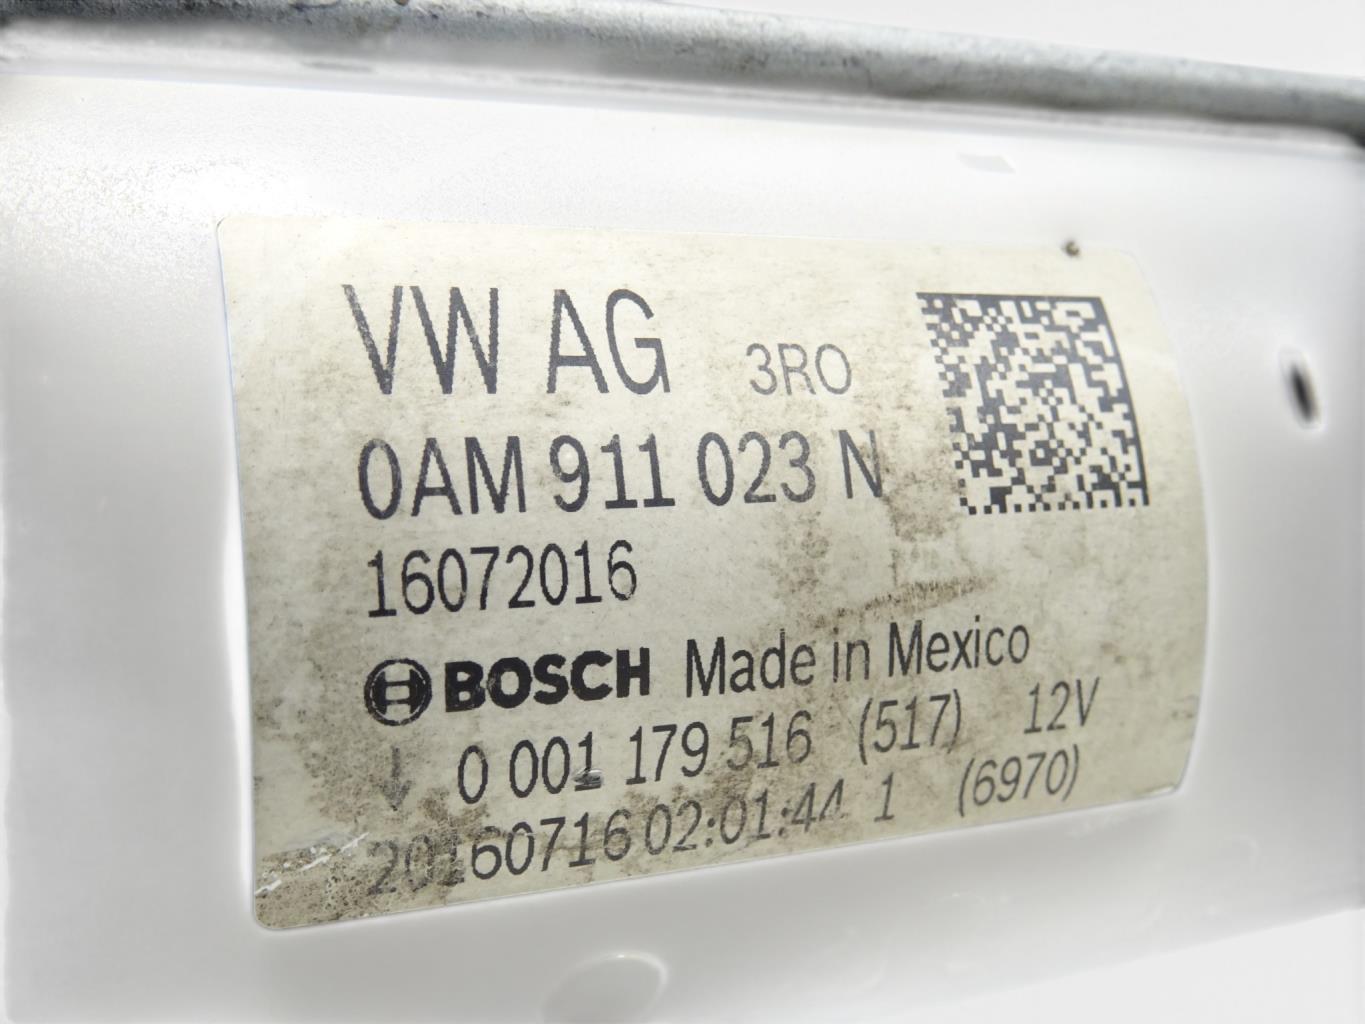 VW AG 3RO
0AM 911 023 N
16072016
BOSCH Made in Mexico
↓ 0 001 179 516 (517) 12V
20160716 02:01:44 1 (6970)